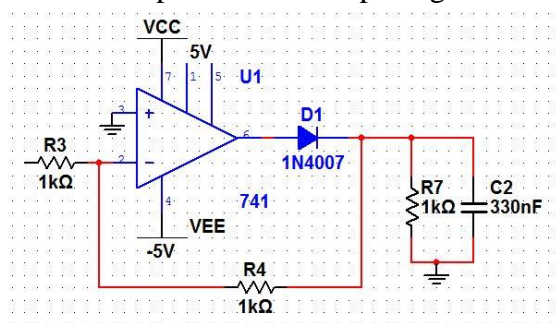 VCC
5V
7
1
5
U1
3
+
D1
6
R3
2
−
1N4007
1kΩ
4
741
R7
1kΩ
C2
330nF
VEE
-5V
R4
1kΩ